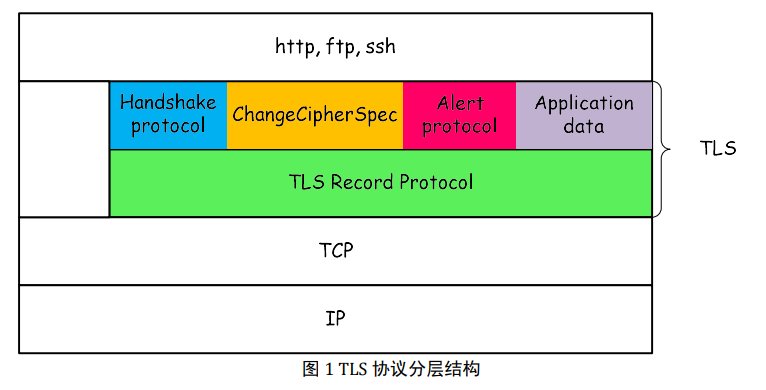 http, ftp, ssh
Handshake
protocol
ChangeCipherSpec
Alert
protocol
Application
data
TLS
TLS Record Protocol
TCP
IP
图 1 TLS 协议分层结构